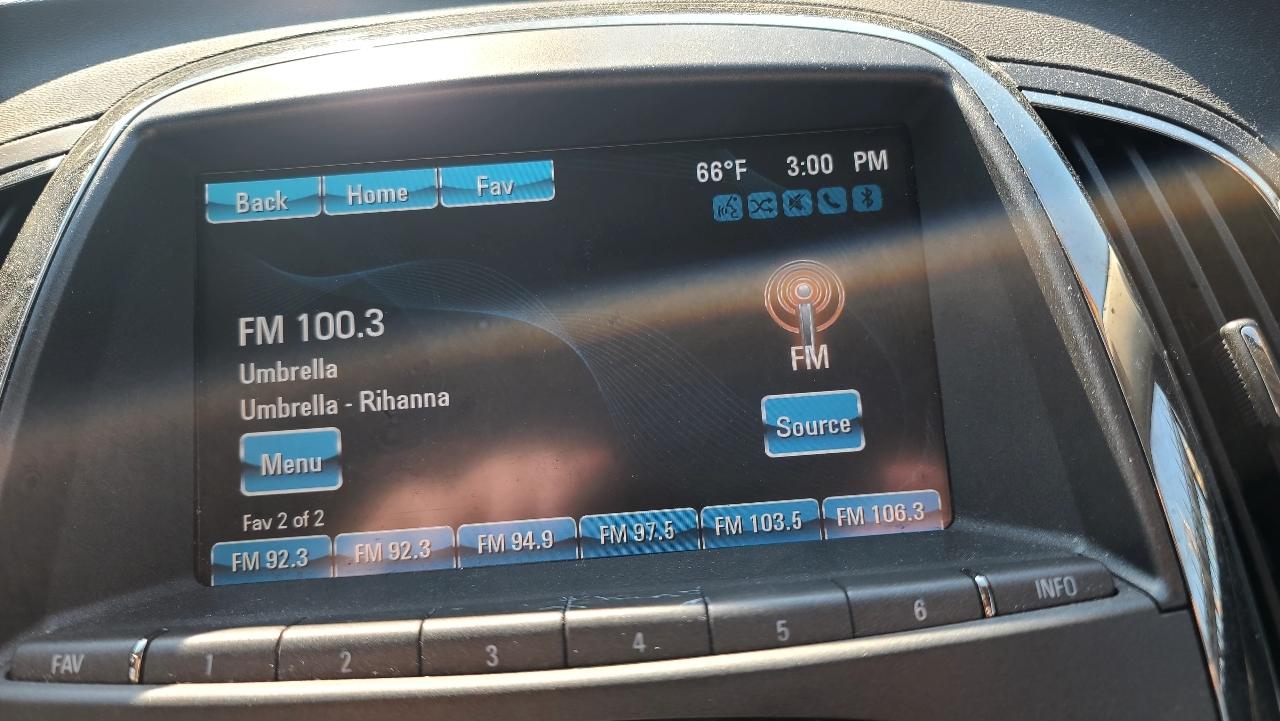 66°F 3:00 PM
Back Home Fav
FM 100.3
Umbrella
Umbrella - Rihanna
FM
Menu
Source
Fav 2 of 2
FM 92.3 FM 92.3 FM 94.9 FM 97.5 FM 103.5 FM 106.3
FAV 1 2 3 4 5 6 INFO